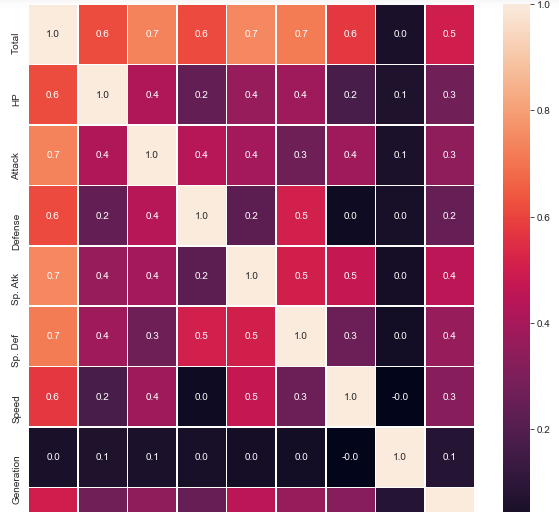 Total 1.0 0.6 0.7 0.6 0.7 0.7 0.6 0.0 0.5
HP 0.6 1.0 0.4 0.2 0.4 0.4 0.2 0.1 0.3
Attack 0.7 0.4 1.0 0.4 0.4 0.3 0.4 0.1 0.3
Defense 0.6 0.2 0.4 1.0 0.2 0.5 0.0 0.0 0.2
Sp. Atk 0.7 0.4 0.4 0.2 1.0 0.5 0.5 0.0 0.4
Sp. Def 0.7 0.4 0.3 0.5 0.5 1.0 0.3 0.0 0.4
Speed 0.6 0.2 0.4 0.0 0.5 0.3 1.0 -0.0 0.3
Generation 0.0 0.1 0.1 0.0 0.0 0.0 -0.0 1.0 0.1
1.0
0.8
0.6
0.4
0.2